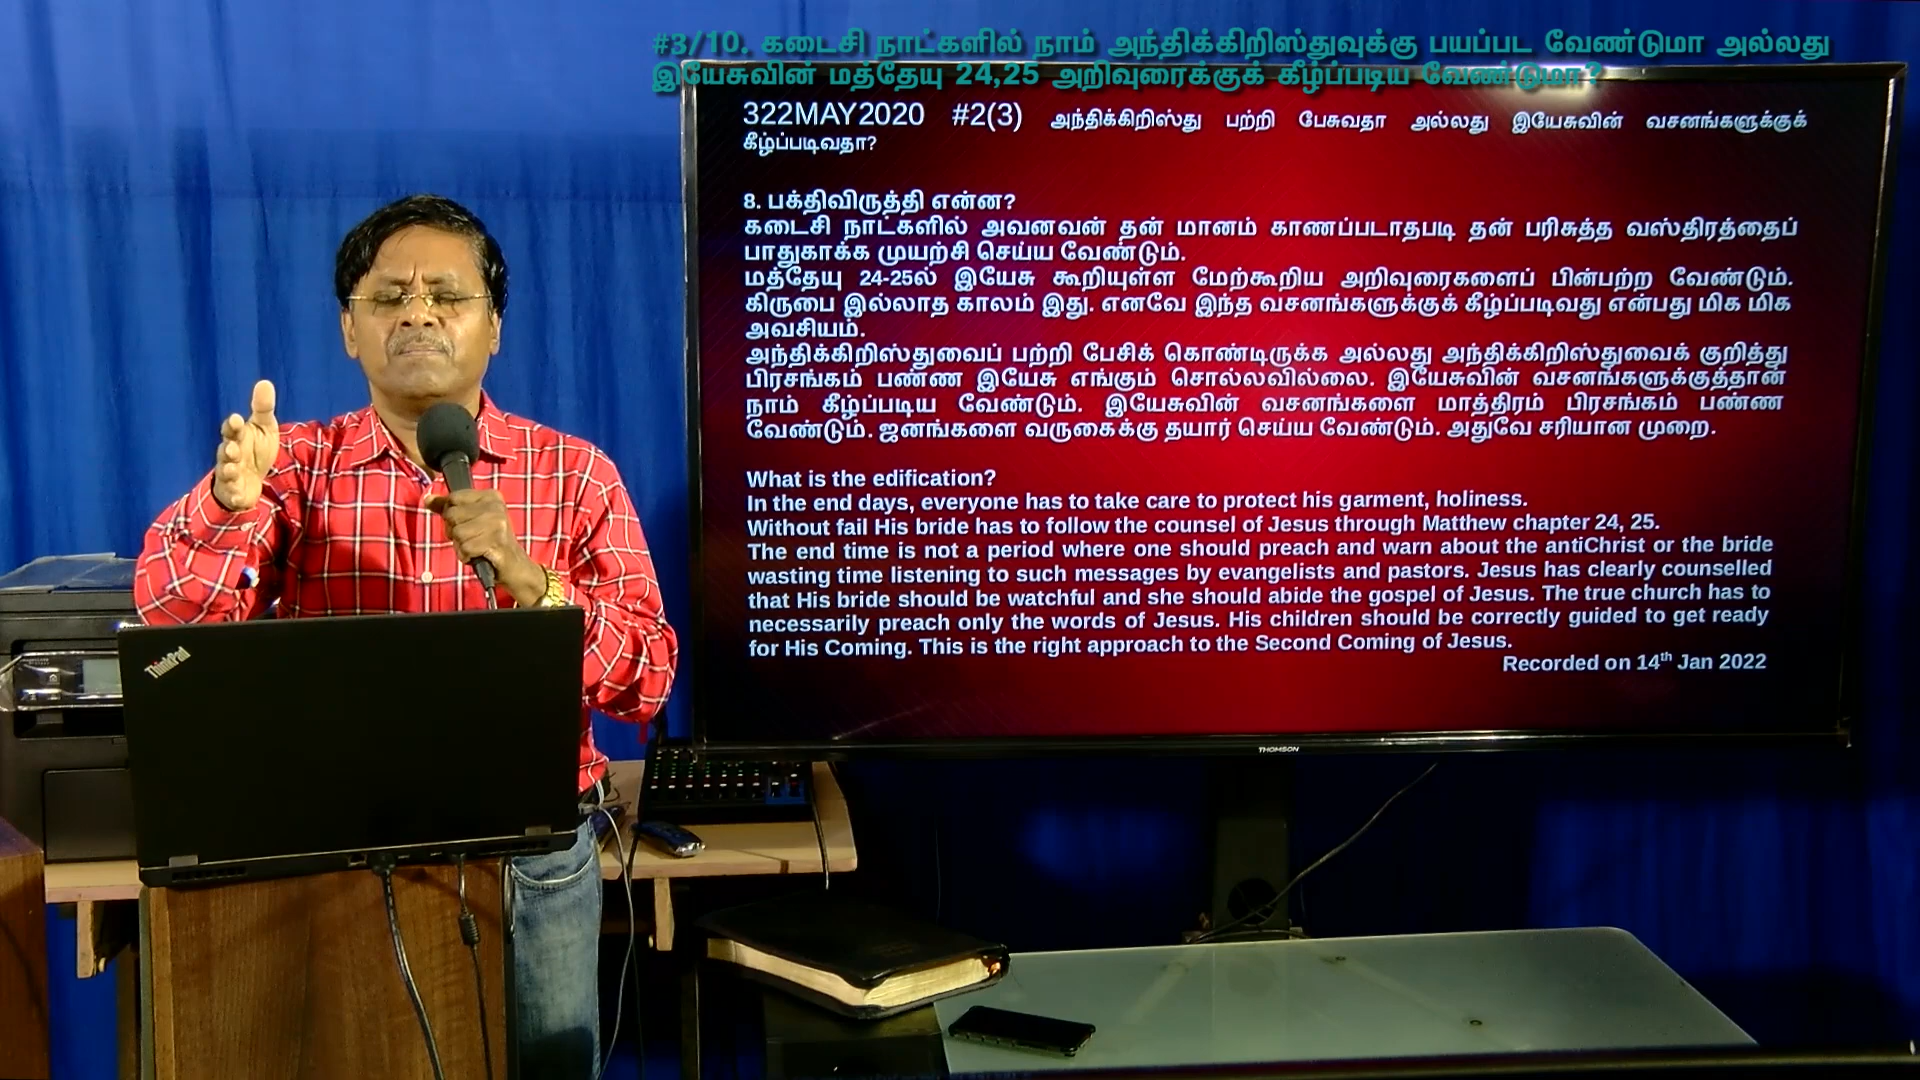 #3/10. கடைசி நாட்களில் நாம் அந்திக்கிறிஸ்துவுக்கு பயப்பட வேண்டுமா அல்லது
இயேசுவின் மத்தேயு 24,25 அறிவுரைக்குக் கீழ்ப்படிய வேண்டுமா?
322MAY2020 #2(3) அந்திக்கிறிஸ்து பற்றி பேசுவதா அல்லது இயேசுவின் வசனங்களுக்குக்
கீழ்ப்படிவதா?
8. பக்திவிருத்தி என்ன?
கடைசி நாட்களில் அவனவன் தன் மானம் காணப்படாதபடி தன் பரிசுத்த வஸ்திரத்தைப்
பாதுகாக்க முயற்சி செய்ய வேண்டும்.
மத்தேயு 24-25ல் இயேசு கூறியுள்ள மேற்கூறிய அறிவுரைகளைப் பின்பற்ற வேண்டும்.
கிருபை இல்லாத காலம் இது. எனவே இந்த வசனங்களுக்குக் கீழ்ப்படிவது என்பது மிக மிக
அவசியம்.
அந்திக்கிறிஸ்துவைப் பற்றி பேசிக் கொண்டிருக்க அல்லது அந்திக்கிறிஸ்துவைக் குறித்து
பிரசங்கம் பண்ண இயேசு எங்கும் சொல்லவில்லை. இயேசுவின் வசனங்களுக்குத்தான்
நாம் கீழ்ப்படிய வேண்டும். இயேசுவின் வசனங்களை மாத்திரம் பிரசங்கம் பண்ண
வேண்டும். ஜனங்களை வருகைக்கு தயார் செய்ய வேண்டும். அதுவே சரியான முறை.
What is the edification?
In the end days, everyone has to take care to protect his garment, holiness.
Without fail His bride has to follow the counsel of Jesus through Matthew chapter 24, 25.
The end time is not a period where one should preach and warn about the antiChrist or the bride
wasting time listening to such messages by evangelists and pastors. Jesus has clearly counselled
that His bride should be watchful and she should abide the gospel of Jesus. The true church has to
necessarily preach only the words of Jesus. His children should be correctly guided to get ready
for His Coming. This is the right approach to the Second Coming of Jesus.
Recorded on 14th Jan 2022
THOMSON
ThinkPad